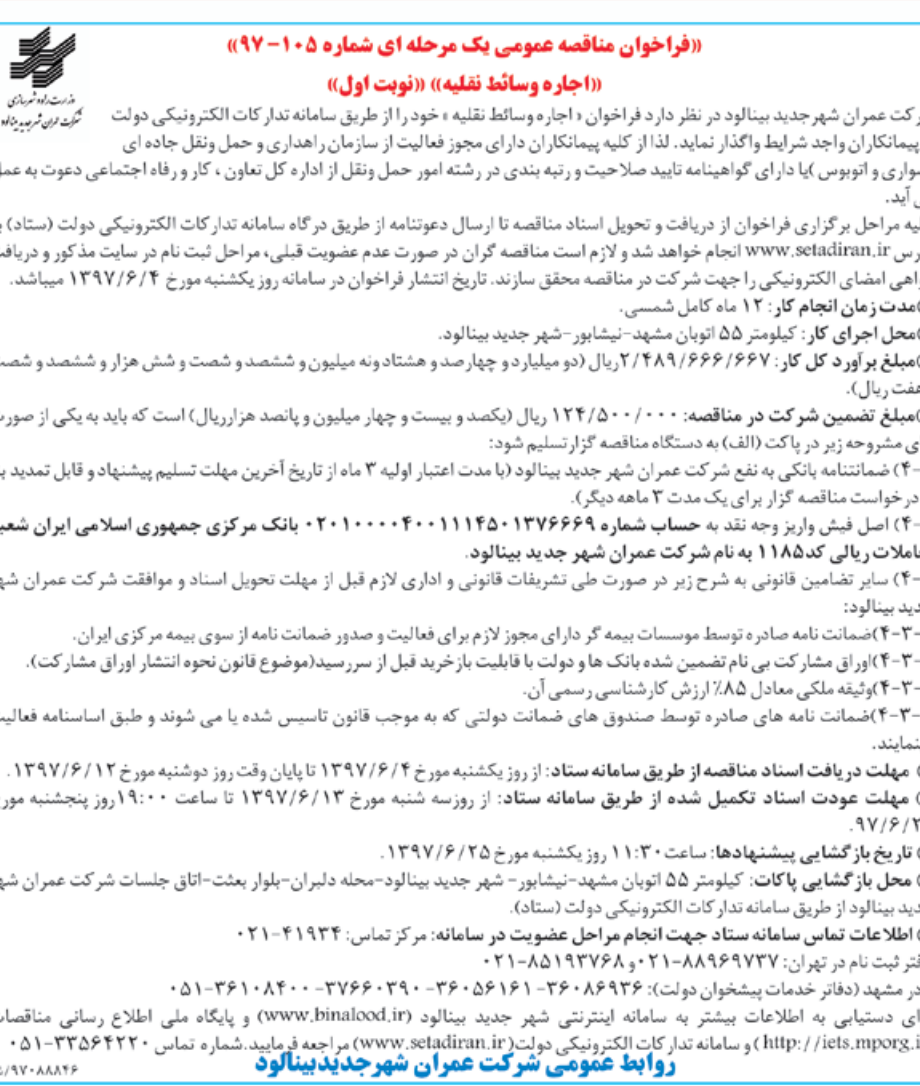 «فراخوان مناقصه عمومی یک مرحله ای شماره ۱۰۵-۹۷»
«اجاره وسائط نقلیه» «نوبت اول»
وزارت راه و شهرسازی
شرکت عمران شهر جدید بینالود
رکت عمران شهرجدید بینالود در نظر دارد فراخوان « اجاره وسائط نقلیه » خود را از طریق سامانه تدارکات الکترونیکی دولت
پیمانکاران واجد شرایط واگذار نماید. لذا از کلیه پیمانکاران دارای مجوز فعالیت از سازمان راهداری و حمل ونقل جاده ای
سواری و اتوبوس )یا دارای گواهینامه تایید صلاحیت و رتبه بندی در رشته امور حمل ونقل از اداره کل تعاون ، کار و رفاه اجتماعی دعوت به عمل
ی آید.
یه مراحل برگزاری فراخوان از دریافت و تحویل اسناد مناقصه تا ارسال دعوتنامه از طریق درگاه سامانه تدارکات الکترونیکی دولت (ستاد) ب
رس www.setadiran.ir انجام خواهد شد و لازم است مناقصه گران در صورت عدم عضویت قبلی، مراحل ثبت نام در سایت مذکور و دریافت
اهی امضای الکترونیکی را جهت شرکت در مناقصه محقق سازند. تاریخ انتشار فراخوان در سامانه روز یکشنبه مورخ ۱۳۹۷/۶/۴ میباشد.
)مدت زمان انجام کار: ۱۲ ماه کامل شمسی.
)محل اجرای کار: کیلومتر ۵۵ اتوبان مشهد-نیشابور-شهر جدید بینالود.
)مبلغ برآورد کل کار: ۲/۴۸۹/۶۶۶/۶۶۷ریال (دو میلیارد و چهارصد و هشتادونه میلیون و ششصد و شصت و شش هزار و ششصد و شصت
هفت ریال).
)مبلغ تضمین شرکت در مناقصه: ۱۲۴/۵۰۰/۰۰۰ ریال (یکصد و بیست و چهار میلیون و پانصد هزارریال) است که باید به یکی از صورت
ی مشروحه زیر در پاکت (الف) به دستگاه مناقصه گزارتسلیم شود:
-۴) ضمانتنامه بانکی به نفع شرکت عمران شهر جدید بینالود (با مدت اعتبار اولیه ۳ ماه از تاریخ آخرین مهلت تسلیم پیشنهاد و قابل تمدید ب
درخواست مناقصه گزار برای یک مدت ۳ ماهه دیگر).
-۴) اصل فیش واریز وجه نقد به حساب شماره ۰۲۰۱۰۰۰۰۴۰۰۱۱۱۴۵۰۱۳۷۶۶۶۹ بانک مرکزی جمهوری اسلامی ایران شعب
عاملات ریالی کد۱۱۸۵ به نام شرکت عمران شهر جدید بینالود.
-۴) سایر تضامین قانونی به شرح زیر در صورت طی تشریفات قانونی و اداری لازم قبل از مهلت تحویل اسناد و موافقت شرکت عمران شه
دید بینالود:
-۳-۴)ضمانت نامه صادره توسط موسسات بیمه گر دارای مجوز لازم برای فعالیت و صدور ضمانت نامه از سوی بیمه مرکزی ایران.
-۳-۴)اوراق مشارکت بی نام تضمین شده بانک ها و دولت با قابلیت بازخرید قبل از سررسید(موضوع قانون نحوه انتشار اوراق مشارکت).
-۳-۴)وثیقه ملکی معادل ۸۵٪ ارزش کارشناسی رسمی آن.
-۳-۴)ضمانت نامه های صادره توسط صندوق های ضمانت دولتی که به موجب قانون تاسیس شده یا می شوند و طبق اساسنامه فعالیت
نمایند.
) مهلت دریافت اسناد مناقصه از طریق سامانه ستاد: از روز یکشنبه مورخ ۱۳۹۷/۶/۴ تا پایان وقت روز دوشنبه مورخ ۱۳۹۷/۶/۱۲ .
) مهلت عودت اسناد تکمیل شده از طریق سامانه ستاد: از روزسه شنبه مورخ ۱۳۹۷/۶/۱۳ تا ساعت ۱۹:۰۰روز پنجشنبه مور
۹۷/۶/۲.
) تاریخ بازگشایی پیشنهادها: ساعت۱۱:۳۰ روز یکشنبه مورخ ۱۳۹۷/۶/۲۵.
) محل بازگشایی پاکات: کیلومتر ۵۵ اتوبان مشهد-نیشابور- شهر جدید بینالود-محله دلبران-بلوار بعثت-اتاق جلسات شرکت عمران شه
دید بینالود از طریق سامانه تدارکات الکترونیکی دولت (ستاد).
) اطلاعات تماس سامانه ستاد جهت انجام مراحل عضویت در سامانه: مرکز تماس: ۴۱۹۳۴-۰۲۱
فتر ثبت نام در تهران: ۸۸۹۶۹۷۳۷-۰۲۱و ۸۵۱۹۳۷۶۸-۰۲۱
در مشهد (دفاتر خدمات پیشخوان دولت): ۳۶۰۸۶۹۳۶- ۳۶۰۵۶۱۶۱- ۳۷۶۶۰۳۹۰- ۳۶۱۰۸۴۰۰-۰۵۱
ای دستیابی به اطلاعات بیشتر به سامانه اینترنتی شهر جدید بینالود (www.binalood.ir) و پایگاه ملی اطلاع رسانی مناقصات
http://iets.mporg.i ) و سامانه تدارکات الکترونیکی دولت(www.setadiran.ir) مراجعه فرمایید.شماره تماس ۳۳۵۶۴۲۲۰-۰۵۱
روابط عمومی شرکت عمران شهرجدیدبینالود
/۹۷۰۸۸۸۴۶